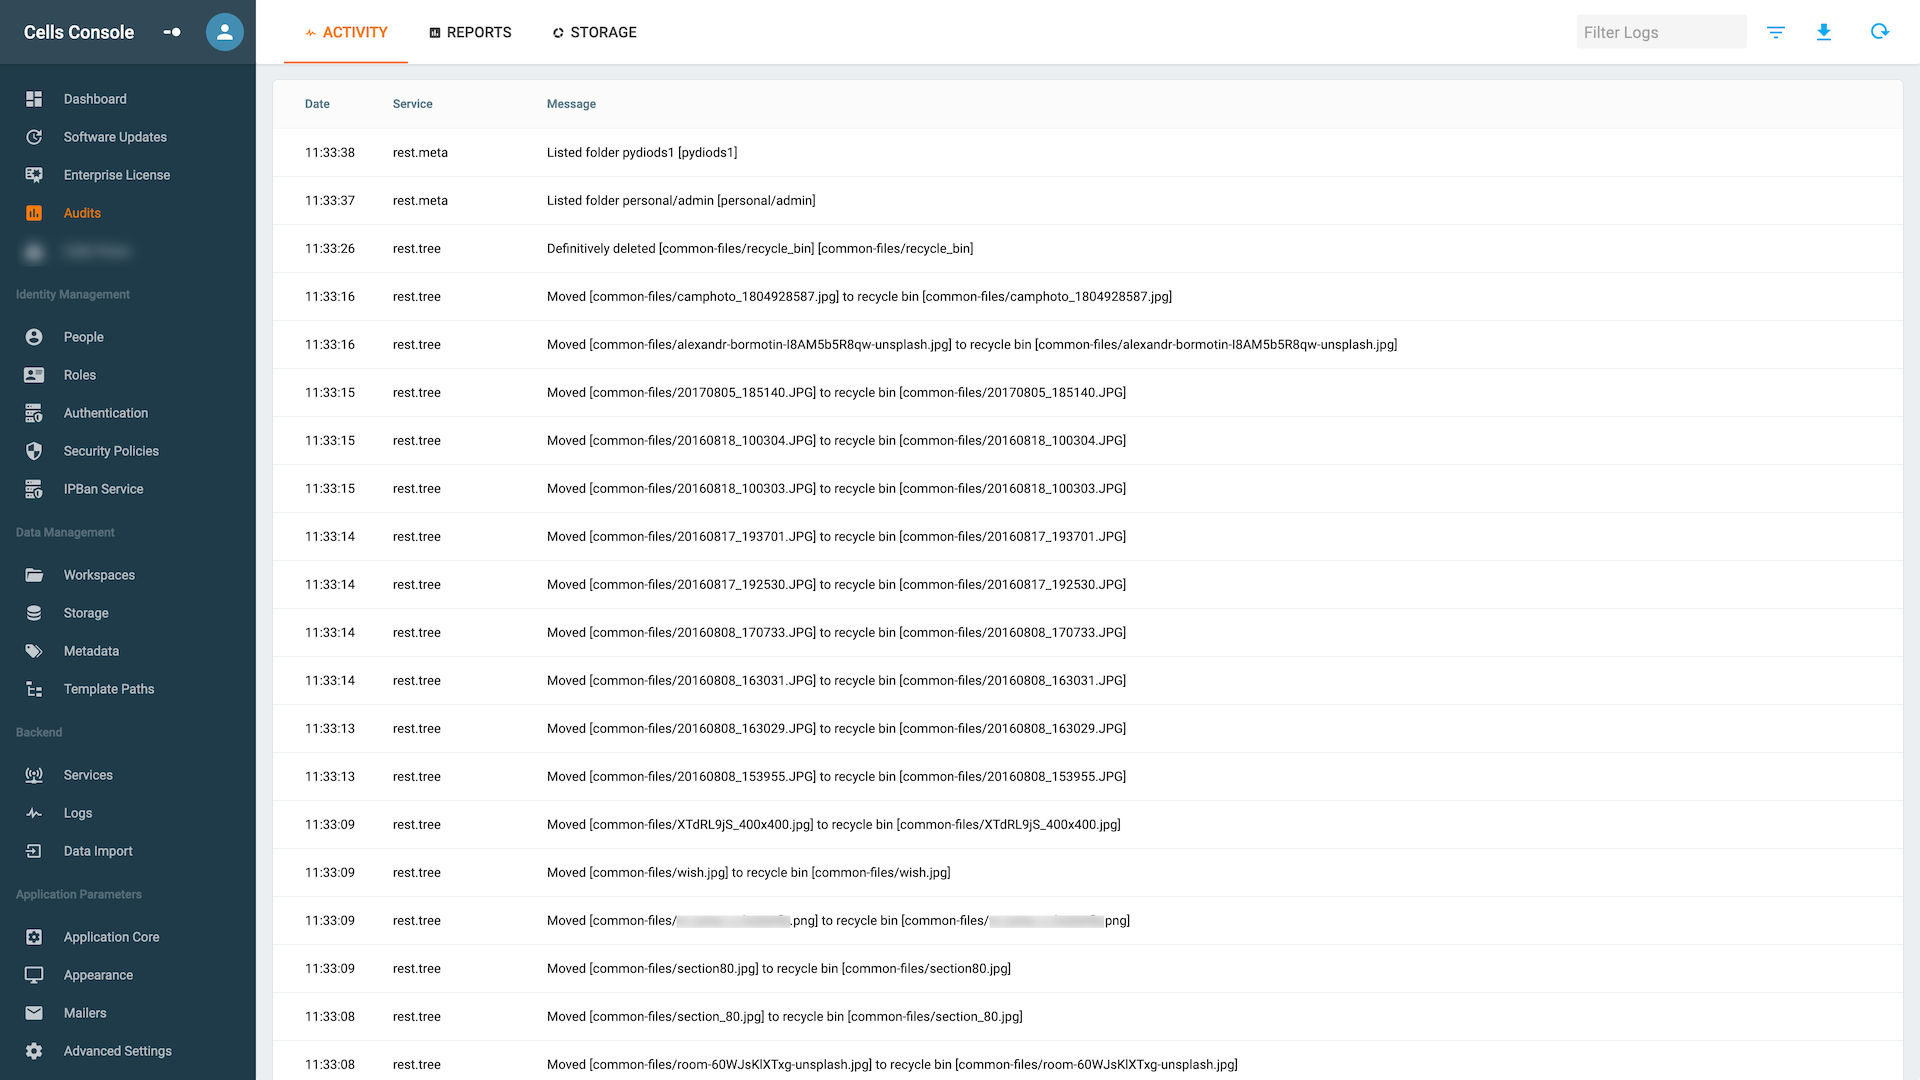 Cells Console
ACTIVITY
REPORTS
STORAGE
Filter Logs
Dashboard
Software Updates
Enterprise License
Audits
Identity Management
People
Roles
Authentication
Security Policies
IPBan Service
Data Management
Workspaces
Storage
Metadata
Template Paths
Backend
Services
Logs
Data Import
Application Parameters
Application Core
Appearance
Mailers
Advanced Settings
Date Service Message
11:33:38 rest.meta Listed folder pydiods1 [pydiods1]
11:33:37 rest.meta Listed folder personal/admin [personal/admin]
11:33:26 rest.tree Definitively deleted [common-files/recycle_bin] [common-files/recycle_bin]
11:33:16 rest.tree Moved [common-files/camphoto_1804928587.jpg] to recycle bin [common-files/camphoto_1804928587.jpg]
11:33:16 rest.tree Moved [common-files/alexandr-bormotin-I8AM5b5R8qw-unsplash.jpg] to recycle bin [common-files/alexandr-bormotin-I8AM5b5R8qw-unsplash.jpg]
11:33:15 rest.tree Moved [common-files/20170805_185140.JPG] to recycle bin [common-files/20170805_185140.JPG]
11:33:15 rest.tree Moved [common-files/20160818_100304.JPG] to recycle bin [common-files/20160818_100304.JPG]
11:33:15 rest.tree Moved [common-files/20160818_100303.JPG] to recycle bin [common-files/20160818_100303.JPG]
11:33:14 rest.tree Moved [common-files/20160817_193701.JPG] to recycle bin [common-files/20160817_193701.JPG]
11:33:14 rest.tree Moved [common-files/20160817_192530.JPG] to recycle bin [common-files/20160817_192530.JPG]
11:33:14 rest.tree Moved [common-files/20160808_170733.JPG] to recycle bin [common-files/20160808_170733.JPG]
11:33:14 rest.tree Moved [common-files/20160808_163031.JPG] to recycle bin [common-files/20160808_163031.JPG]
11:33:13 rest.tree Moved [common-files/20160808_163029.JPG] to recycle bin [common-files/20160808_163029.JPG]
11:33:13 rest.tree Moved [common-files/20160808_153955.JPG] to recycle bin [common-files/20160808_153955.JPG]
11:33:09 rest.tree Moved [common-files/XTdRL9jS_400x400.jpg] to recycle bin [common-files/XTdRL9jS_400x400.jpg]
11:33:09 rest.tree Moved [common-files/wish.jpg] to recycle bin [common-files/wish.jpg]
11:33:09 rest.tree Moved [common-files/ .png] to recycle bin [common-files/ png]
11:33:09 rest.tree Moved [common-files/section80.jpg] to recycle bin [common-files/section80.jpg]
11:33:08 rest.tree Moved [common-files/section_80.jpg] to recycle bin [common-files/section_80.jpg]
11:33:08 rest.tree Moved [common-files/room-60WJsKlXTxg-unsplash.jpg] to recycle bin [common-files/room-60WJsKlXTxg-unsplash.jpg]